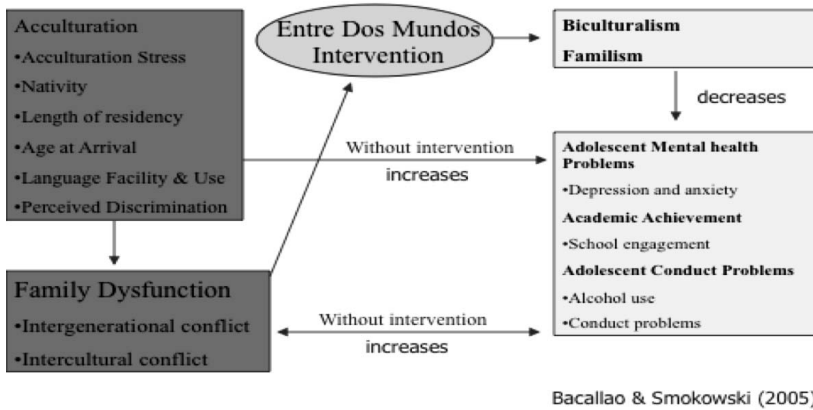 Acculturation
•Acculturation Stress
•Nativity
•Length of residency
•Age at Arrival
•Language Facility & Use
•Perceived Discrimination
Entre Dos Mundos
Intervention
Biculturalism
Familism
decreases
Without intervention
increases
Adolescent Mental health
Problems
•Depression and anxiety
Academic Achievement
•School engagement
Adolescent Conduct Problems
•Alcohol use
•Conduct problems
Family Dysfunction
•Intergenerational conflict
•Intercultural conflict
Without intervention
increases
Bacallao & Smokowski (2005)